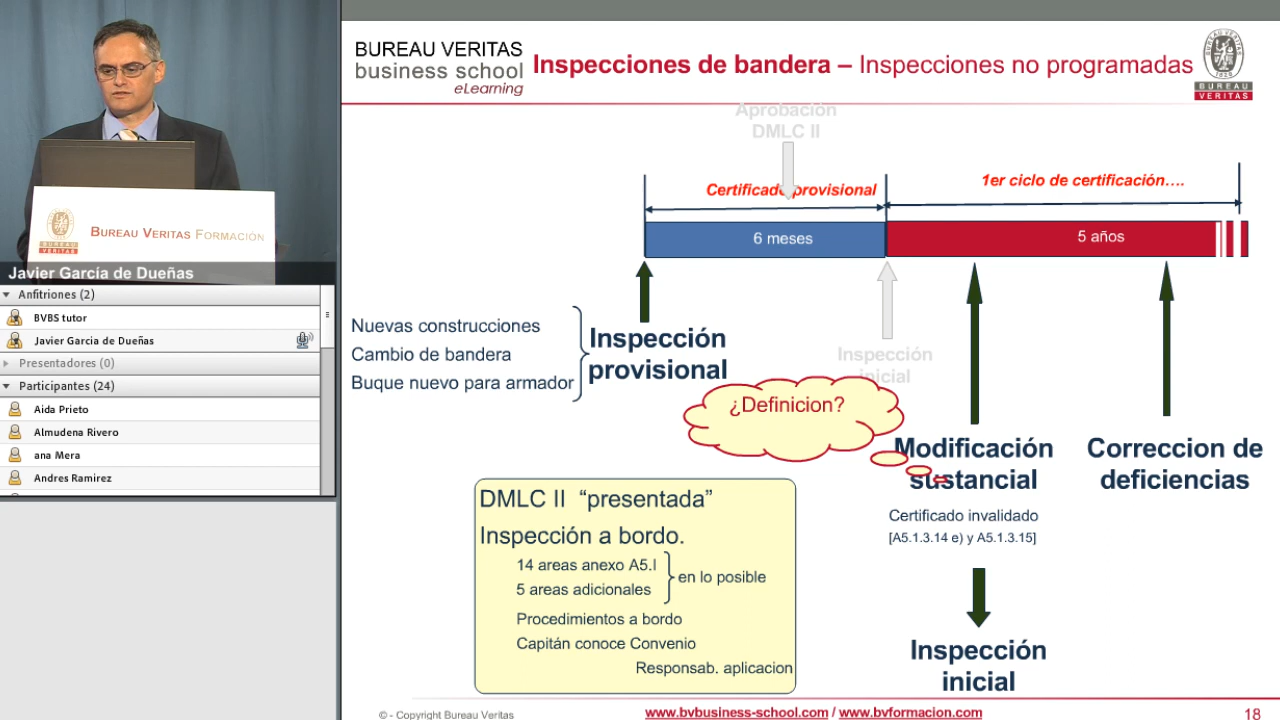 BUREAU VERITAS
FORMACION
BUREAU VERITAS FORMACION
Javier García de Dueñas
Anfitriones (2)
BVBS tutor
Javier Garcia de Dueñas
Presentadores (0)
Participantes (24)
Aida Prieto
Almudena Rivero
ana Mera
Andres Ramirez
BUREAU VERITAS
business school
eLearning
Inspecciones de bandera – Inspecciones no programadas
1828
BUREAU
VERITAS
Aprobación
DMLC II
Certificado provisional
1er ciclo de certificación….
6 meses
5 años
Nuevas construcciones
Cambio de bandera
Buque nuevo para armador
Inspección
provisional
Inspección
inicial
¿Definicion?
Modificación
sustancial
Correccion de
deficiencias
Certificado invalidado
[A5.1.3.14 e) y A5.1.3.15]
DMLC II “presentada”
Inspección a bordo.
14 areas anexo A5.I
5 areas adicionales
en lo posible
Procedimientos a bordo
Capitán conoce Convenio
Responsab. aplicacion
Inspección
inicial
© - Copyright Bureau Veritas
www.bvbusiness-school.com / www.bvformacion.com
18